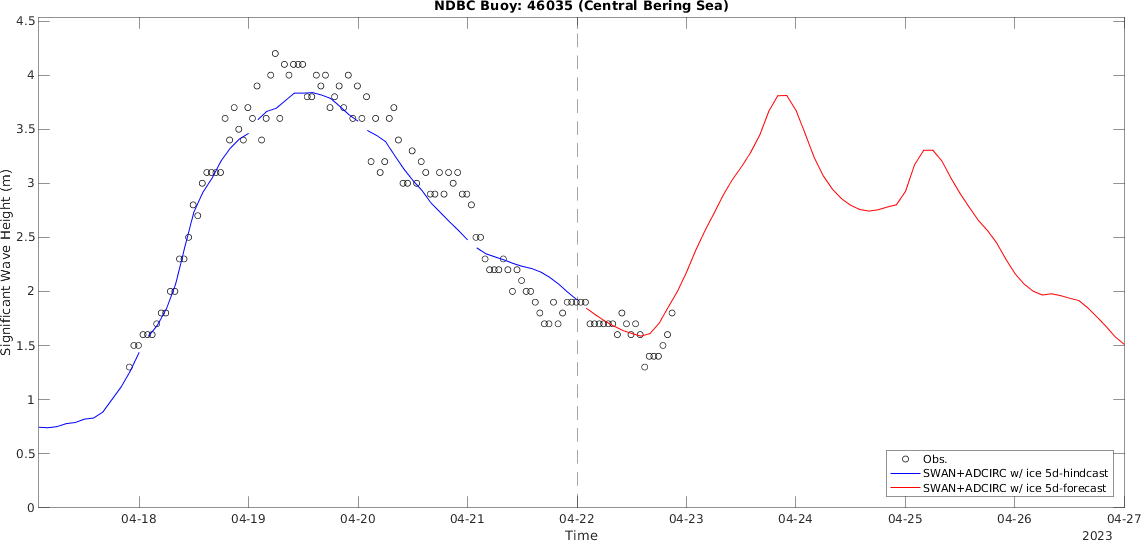 NDBC Buoy: 46035 (Central Bering Sea)
4.5
4
3.5
3
2.5
2
1.5
1
0.5
0
Significant Wave Height (m)
04-18 04-19 04-20 04-21 04-22 04-23 04-24 04-25 04-26 04-27
Time
2023
Obs.
SWAN+ADCIRC w/ ice 5d-hindcast
SWAN+ADCIRC w/ ice 5d-forecast